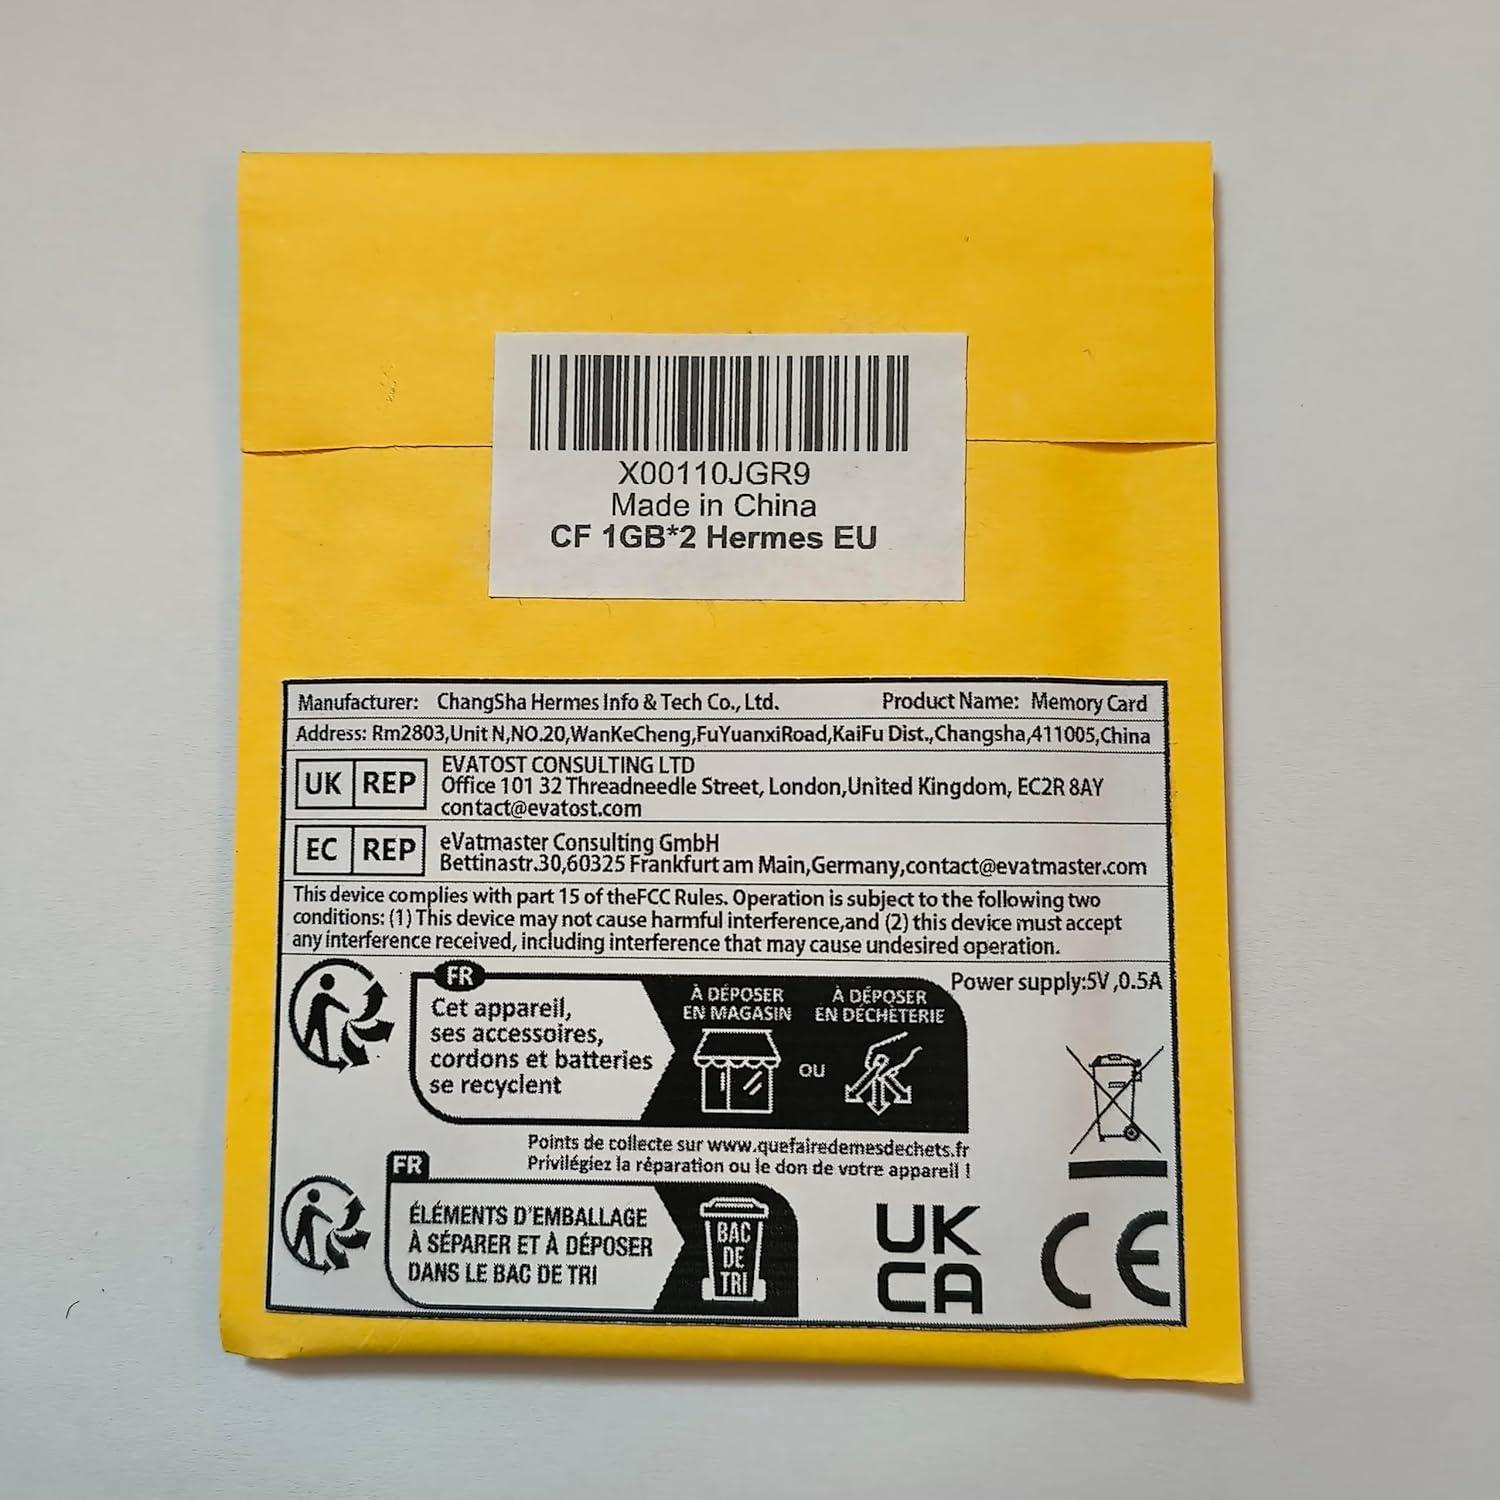 X00110JGR9
Made in China
CF 1GB*2 Hermes EU
Manufacturer: ChangSha Hermes Info & Tech Co., Ltd. Product Name: Memory Card
Address: Rm2803,Unit N,NO.20,WanKeCheng,FuYuanxiRoad,KaiFu Dist.,Changsha,411005,China
UK REP
EVATOST CONSULTING LTD
Office 101 32 Threadneedle Street, London,United Kingdom, EC2R 8AY
contact@evatost.com
EC REP
eVatmaster Consulting GmbH
Bettinastr.30,60325 Frankfurt am Main,Germany,contact@evatmaster.com
This device complies with part 15 of theFCC Rules. Operation is subject to the following two
conditions: (1) This device may not cause harmful interference,and (2) this device must accept
any interference received, including interference that may cause undesired operation.
Power supply:5V,0.5A
FR
Cet appareil,
ses accessoires,
cordons et batteries
se recyclent
À DÉPOSER
EN MAGASIN
OU
À DÉPOSER
EN DÉCHÈTERIE
Points de collecte sur www.quefairedemesdechets.fr
Privilégiez la réparation ou le don de votre appareil !
FR
ÉLÉMENTS D'EMBALLAGE
À SÉPARER ET À DÉPOSER
DANS LE BAC DE TRI
BAC
DE
TRI
UK
CA
CE